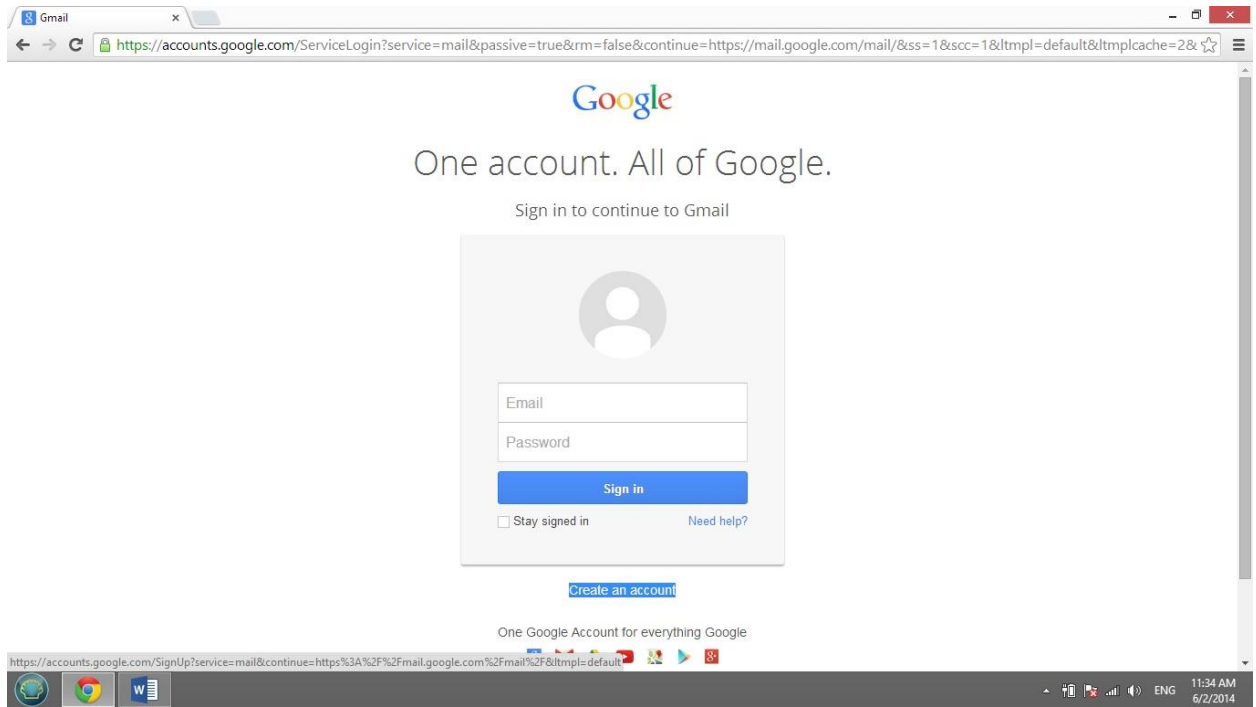 Gmail
https://accounts.google.com/ServiceLogin?service=mail&passive=true&rm=false&continue=https://mail.google.com/mail/&ss=1&scc=1&ltmpl=default&ltmplcache=2&
Google
One account. All of Google.
Sign in to continue to Gmail
Email
Password
Sign in
Stay signed in Need help?
Create an account
One Google Account for everything Google
https://accounts.google.com/SignUp?service=mail&continue=https%3A%2F%2Fmail.google.com%2Fmail%2F&ltmpl=default
ENG 11:34 AM
6/2/2014